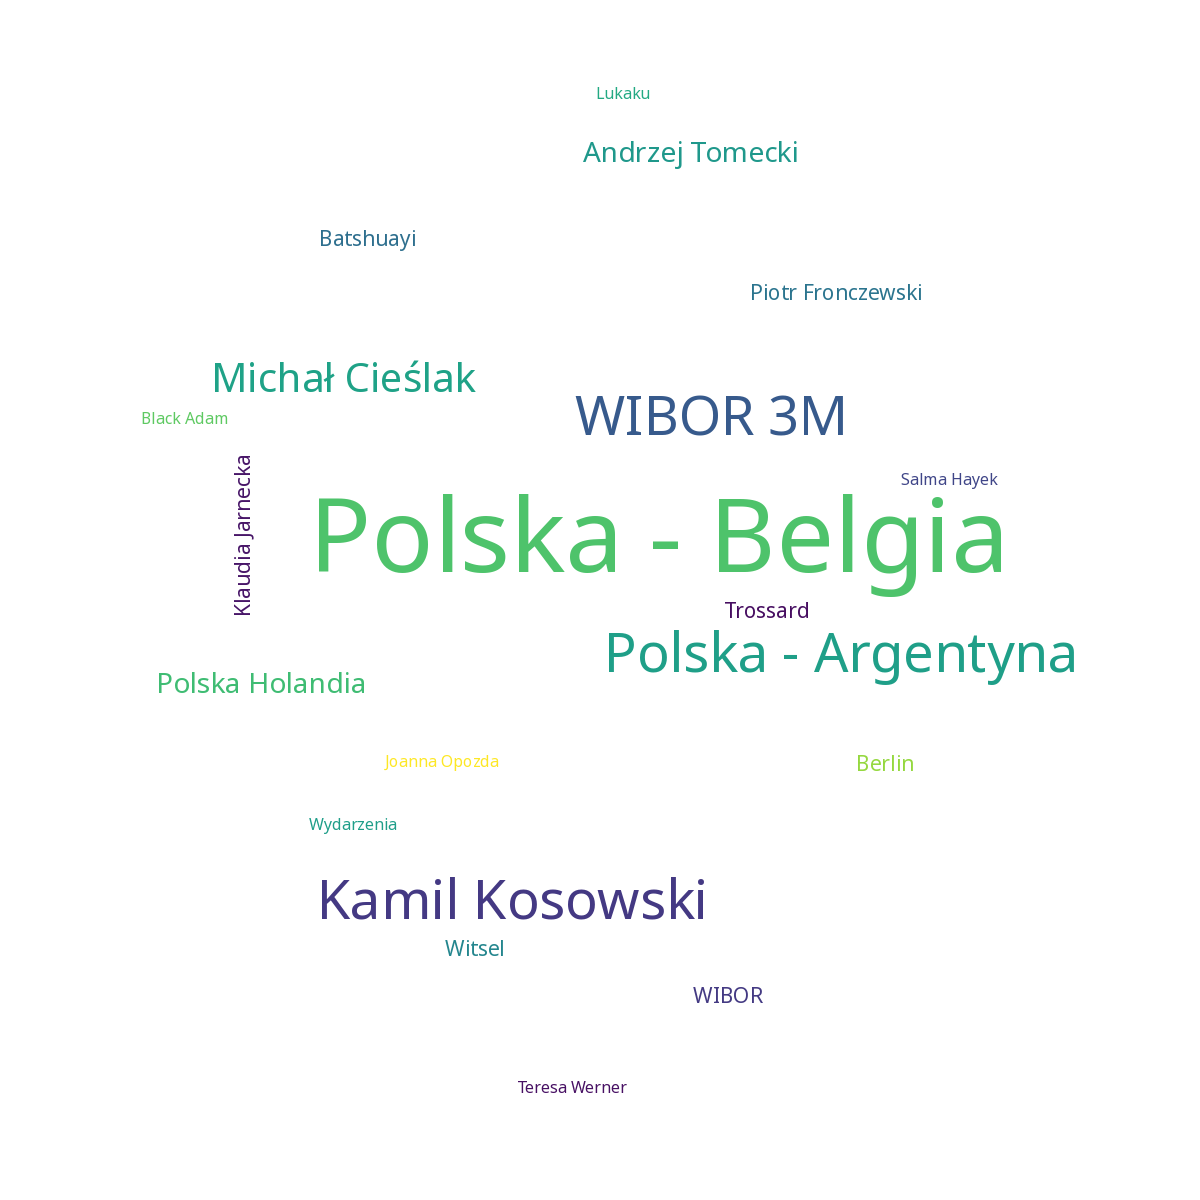 Lukaku
Andrzej Tomecki
Batshuayi
Piotr Fronczewski
Michał Cieślak
WIBOR 3M
Black Adam
Klaudia Jarnecka
Salma Hayek
Polska - Belgia
Trossard
Polska - Argentyna
Polska Holandia
Joanna Opozda
Berlin
Wydarzenia
Kamil Kosowski
Witsel
WIBOR
Teresa Werner